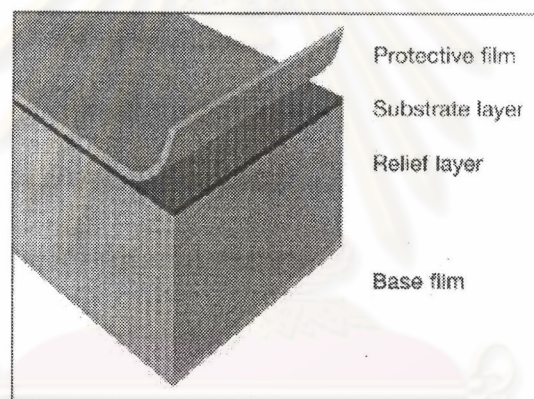 Protective film
Substrate layer
Relief layer
Base film